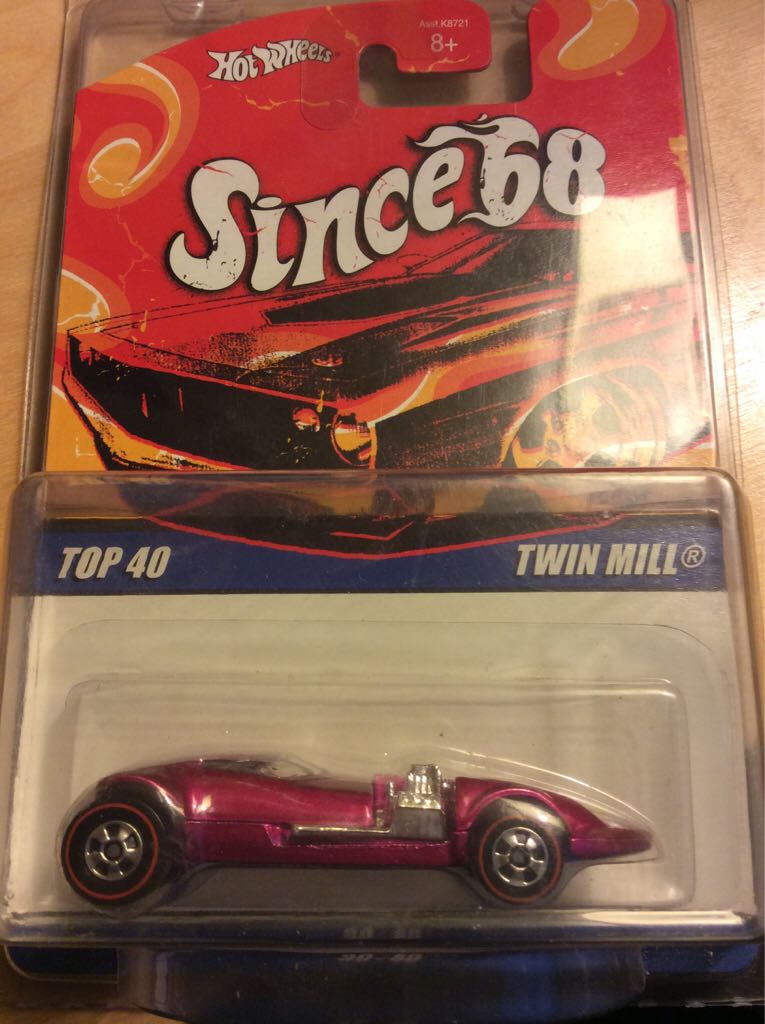 Asst.K8721
8+
Hot Wheels®
Since '68
TOP 40
TWIN MILL®